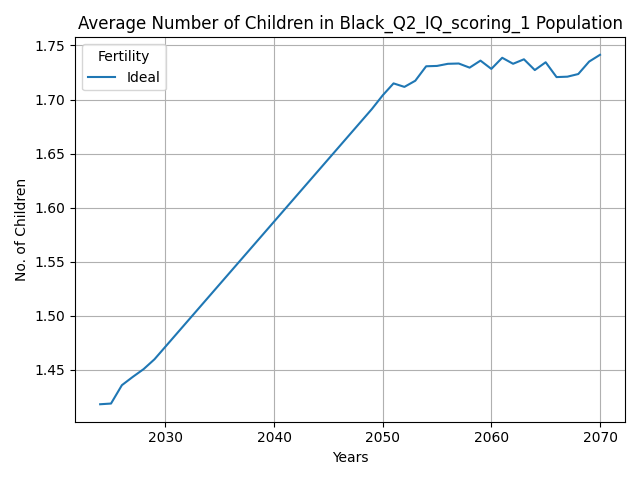 Average Number of Children in Black_Q2_IQ_scoring_1 Population
Fertility
Ideal
No. of Children
1.75
1.70
1.65
1.60
1.55
1.50
1.45
2030 2040 2050 2060 2070
Years